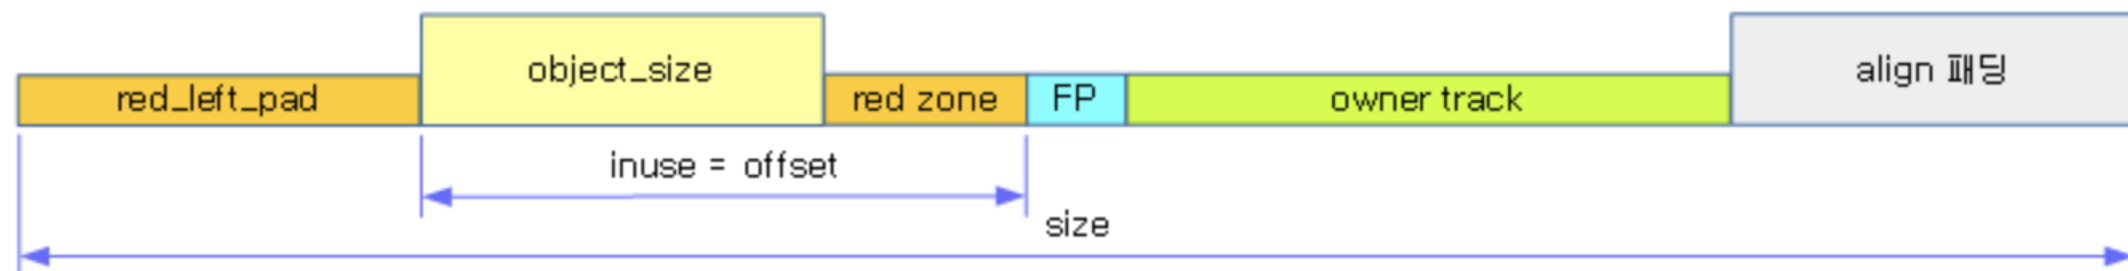 red_left_pad
object_size
red zone
FP
owner track
align 패딩
inuse = offset
size